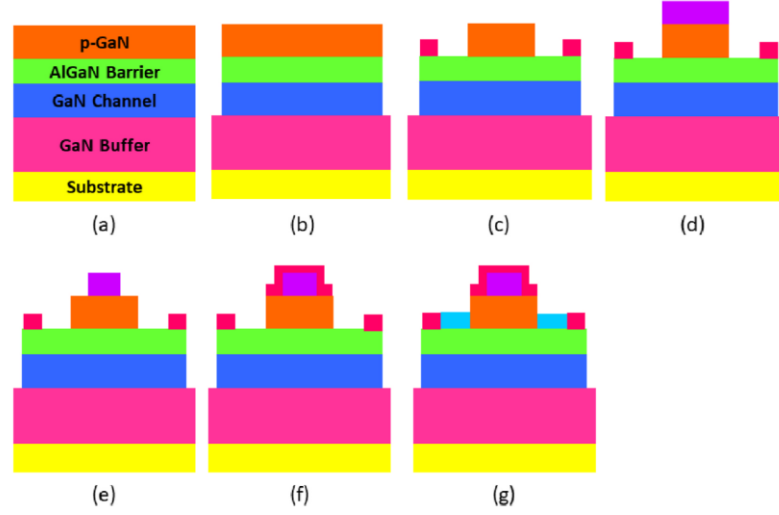 p-GaN
AlGaN Barrier
GaN Channel
GaN Buffer
Substrate
(a)
(b)
(c)
(d)
(e)
(f)
(g)